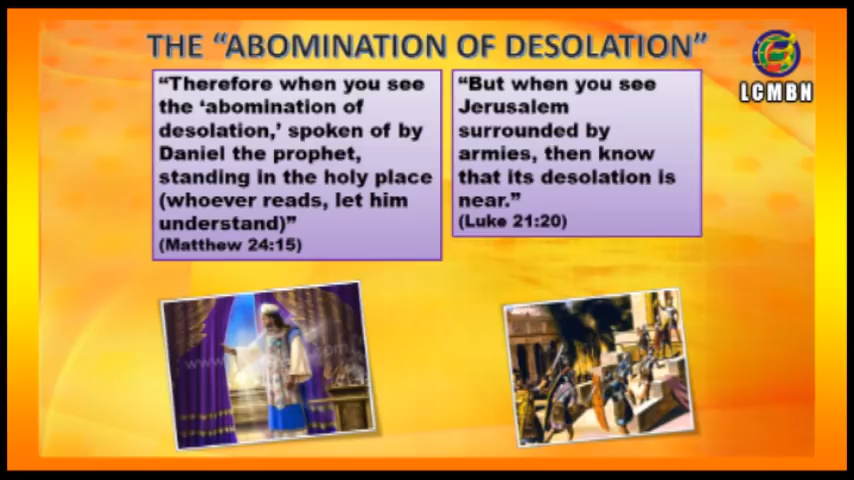 THE “ABOMINATION OF DESOLATION”
LCMBN
“Therefore when you see
the ‘abomination of
desolation,’ spoken of by
Daniel the prophet,
standing in the holy place
(whoever reads, let him
understand)”
(Matthew 24:15)
“But when you see
Jerusalem
surrounded by
armies, then know
that its desolation is
near.”
(Luke 21:20)